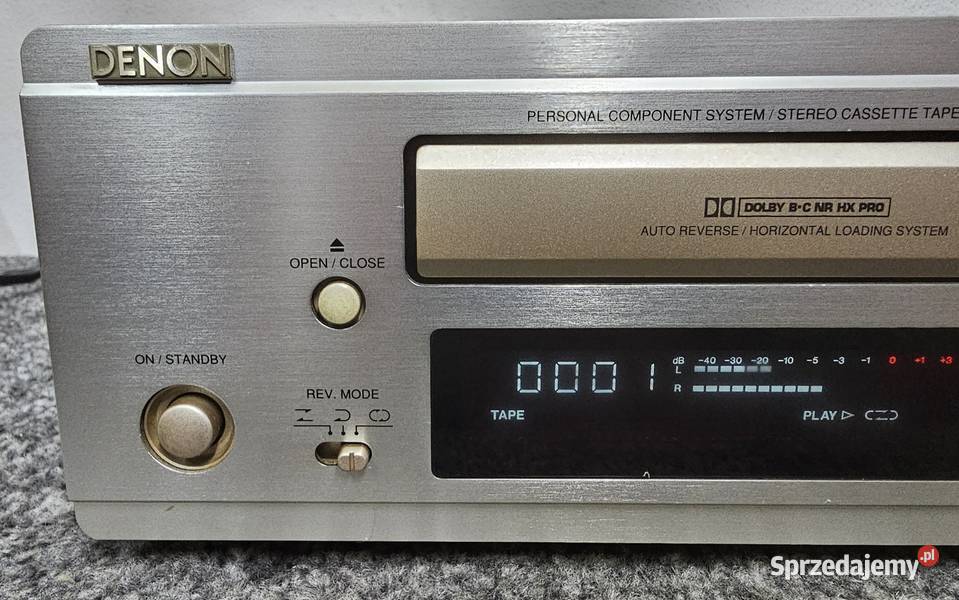 DENON
PERSONAL COMPONENT SYSTEM / STEREO CASSETTE TAPE
DOLBY B·C NR HX PRO
AUTO REVERSE / HORIZONTAL LOADING SYSTEM
OPEN / CLOSE
ON / STANDBY
REV. MODE
dB -40 -30 -20 -10 -5 -3 -1 0 +1 +3
L
R
0001
TAPE
PLAY
Sprzedajemy.pl